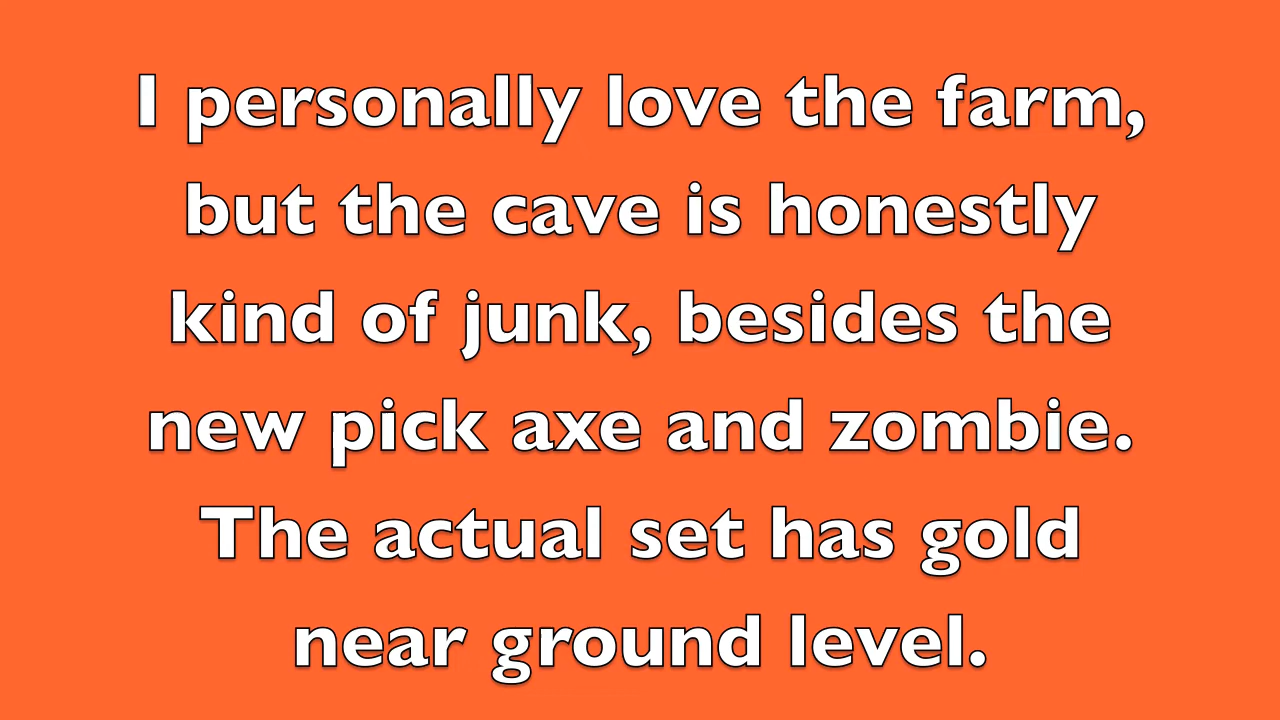 I personally love the farm,
but the cave is honestly
kind of junk, besides the
new pick axe and zombie.
The actual set has gold
near ground level.